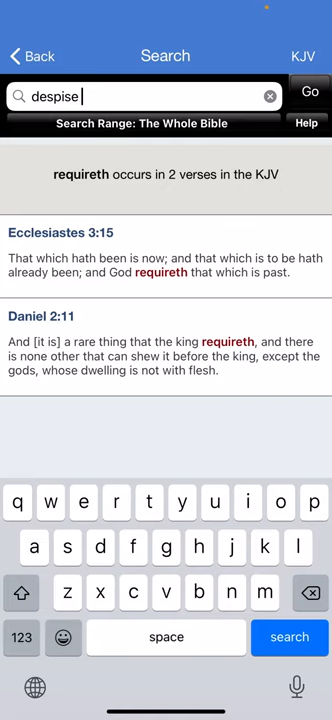 Back
Search
KJV
despise
Go
Search Range: The Whole Bible
Help
requireth occurs in 2 verses in the KJV
Ecclesiastes 3:15
That which hath been is now; and that which is to be hath
already been; and God requireth that which is past.
Daniel 2:11
And [it is] a rare thing that the king requireth, and there
is none other that can shew it before the king, except the
gods, whose dwelling is not with flesh.
q w e r t y u i o p
a s d f g h j k l
z x c v b n m
123 space search